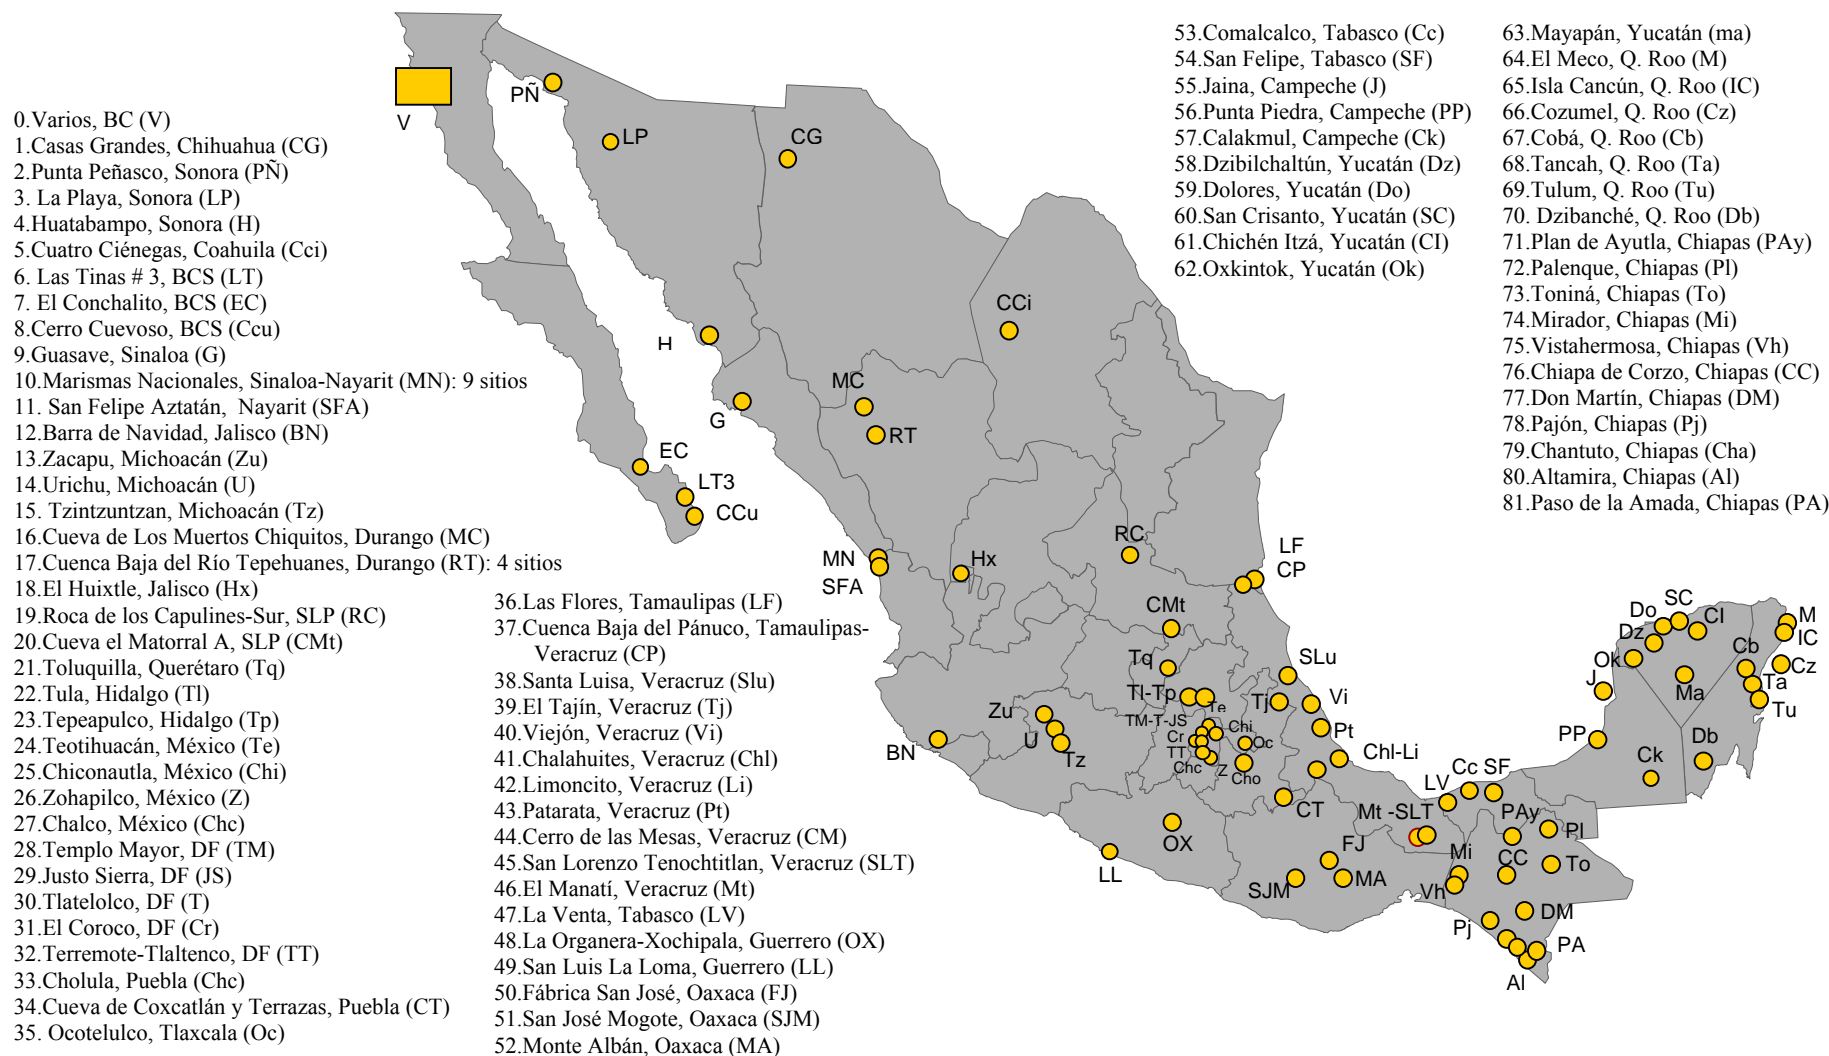 0.Varios, BC (V)
1.Casas Grandes, Chihuahua (CG)
2.Punta Peñasco, Sonora (PÑ)
3. La Playa, Sonora (LP)
4.Huatabampo, Sonora (H)
5.Cuatro Ciénegas, Coahuila (Cci)
6. Las Tinas # 3, BCS (LT)
7. El Conchalito, BCS (EC)
8.Cerro Cuevoso, BCS (Ccu)
9.Guasave, Sinaloa (G)
10.Marismas Nacionales, Sinaloa-Nayarit (MN): 9 sitios
11. San Felipe Aztatán, Nayarit (SFA)
12.Barra de Navidad, Jalisco (BN)
13.Zacapu, Michoacán (Zu)
14.Urichu, Michoacán (U)
15. Tzintzuntzan, Michoacán (Tz)
16.Cueva de Los Muertos Chiquitos, Durango (MC)
17.Cuenca Baja del Río Tepehuanes, Durango (RT): 4 sitios
18.El Huixtle, Jalisco (Hx)
19.Roca de los Capulines-Sur, SLP (RC)
20.Cueva el Matorral A, SLP (CMt)
21.Toluquilla, Querétaro (Tq)
22.Tula, Hidalgo (Tl)
23.Tepeapulco, Hidalgo (Tp)
24.Teotihuacán, México (Te)
25.Chiconautla, México (Chi)
26.Zohapilco, México (Z)
27.Chalco, México (Chc)
28.Templo Mayor, DF (TM)
29.Justo Sierra, DF (JS)
30.Tlatelolco, DF (T)
31.El Coroco, DF (Cr)
32.Terremote-Tlaltenco, DF (TT)
33.Cholula, Puebla (Chc)
34.Cueva de Coxcatlán y Terrazas, Puebla (CT)
35. Ocotelulco, Tlaxcala (Oc)
36.Las Flores, Tamaulipas (LF)
37.Cuenca Baja del Pánuco, Tamaulipas-
Veracruz (CP)
38.Santa Luisa, Veracruz (Slu)
39.El Tajín, Veracruz (Tj)
40.Viejón, Veracruz (Vi)
41.Chalahuites, Veracruz (Chl)
42.Limoncito, Veracruz (Li)
43.Patarata, Veracruz (Pt)
44.Cerro de las Mesas, Veracruz (CM)
45.San Lorenzo Tenochtitlan, Veracruz (SLT)
46.El Manatí, Veracruz (Mt)
47.La Venta, Tabasco (LV)
48.La Organera-Xochipala, Guerrero (OX)
49.San Luis La Loma, Guerrero (LL)
50.Fábrica San José, Oaxaca (FJ)
51.San José Mogote, Oaxaca (SJM)
52.Monte Albán, Oaxaca (MA)
53.Comalcalco, Tabasco (Cc)
54.San Felipe, Tabasco (SF)
55.Jaina, Campeche (J)
56.Punta Piedra, Campeche (PP)
57.Calakmul, Campeche (Ck)
58.Dzibilchaltún, Yucatán (Dz)
59.Dolores, Yucatán (Do)
60.San Crisanto, Yucatán (SC)
61.Chichén Itzá, Yucatán (CI)
62.Oxkintok, Yucatán (Ok)
63.Mayapán, Yucatán (ma)
64.El Meco, Q. Roo (M)
65.Isla Cancún, Q. Roo (IC)
66.Cozumel, Q. Roo (Cz)
67.Cobá, Q. Roo (Cb)
68.Tancah, Q. Roo (Ta)
69.Tulum, Q. Roo (Tu)
70. Dzibanché, Q. Roo (Db)
71.Plan de Ayutla, Chiapas (PAy)
72.Palenque, Chiapas (Pl)
73.Toniná, Chiapas (To)
74.Mirador, Chiapas (Mi)
75.Vistahermosa, Chiapas (Vh)
76.Chiapa de Corzo, Chiapas (CC)
77.Don Martín, Chiapas (DM)
78.Pajón, Chiapas (Pj)
79.Chantuto, Chiapas (Cha)
80.Altamira, Chiapas (Al)
81.Paso de la Amada, Chiapas (PA)
V
PÑ
LP
CG
H
CCi
MC
G
RT
EC
LT3
CCu
MN
SFA
Hx
RC
LF
CP
CMt
Tq
Tl-Tp
Te
TM-T-JS
Cr
TT
Chc
Z
Chi
Oc
Cho
Tj
SLu
Vi
Pt
Chl-Li
Zu
U
Tz
BN
CT
OX
LL
SJM
FJ
MA
Mt -SLT
LV
Cc
SF
PAy
Pl
Mi
CC
To
Vh
DM
Pj
PA
Al
Do
SC
CI
Dz
Ok
J
PP
Ma
Cb
M
IC
Cz
Ta
Tu
Db
Ck